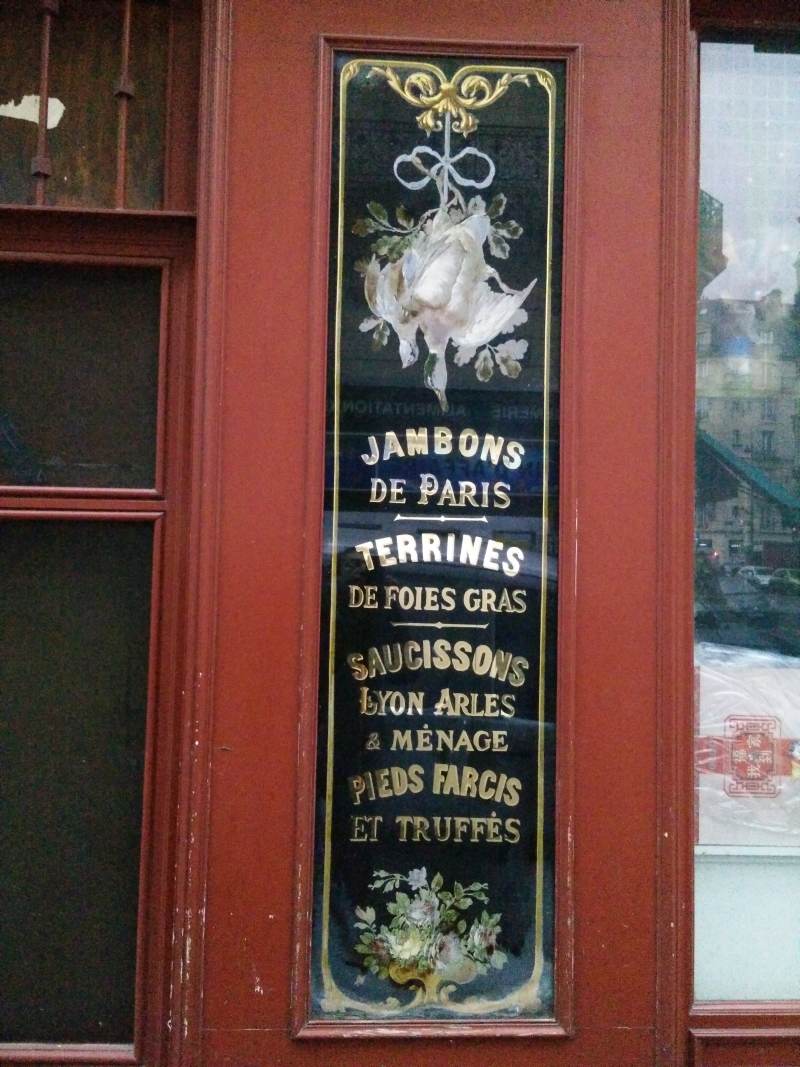 JAMBONS
DE PARIS
TERRINES
DE FOIES GRAS
SAUCISSONS
LYON ARLES
& MÉNAGE
PIEDS FARCIS
ET TRUFFÉS